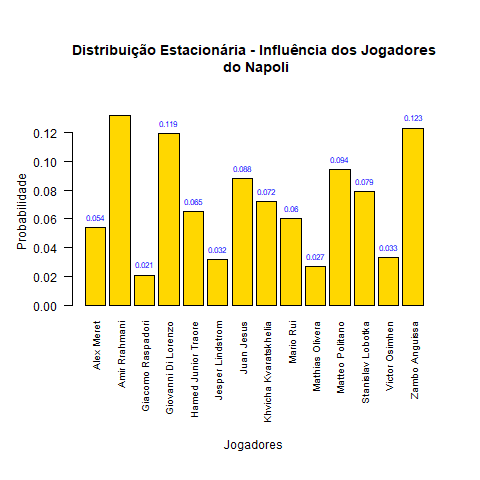 Distribuição Estacionária - Influência dos Jogadores
do Napoli
Probabilidade
0.12
0.10
0.08
0.06
0.04
0.02
0.00
0.054
0.021
0.119
0.065
0.032
0.088
0.072
0.06
0.027
0.094
0.079
0.033
0.123
Alex Meret
Amir Rrahmani
Giacomo Raspadori
Giovanni Di Lorenzo
Hamed Junior Traore
Jesper Lindstrom
Juan Jesus
Khvicha Kvaratskhelia
Mario Rui
Mathias Olivera
Matteo Politano
Stanislav Lobotka
Victor Osimhen
Zambo Anguissa
Jogadores